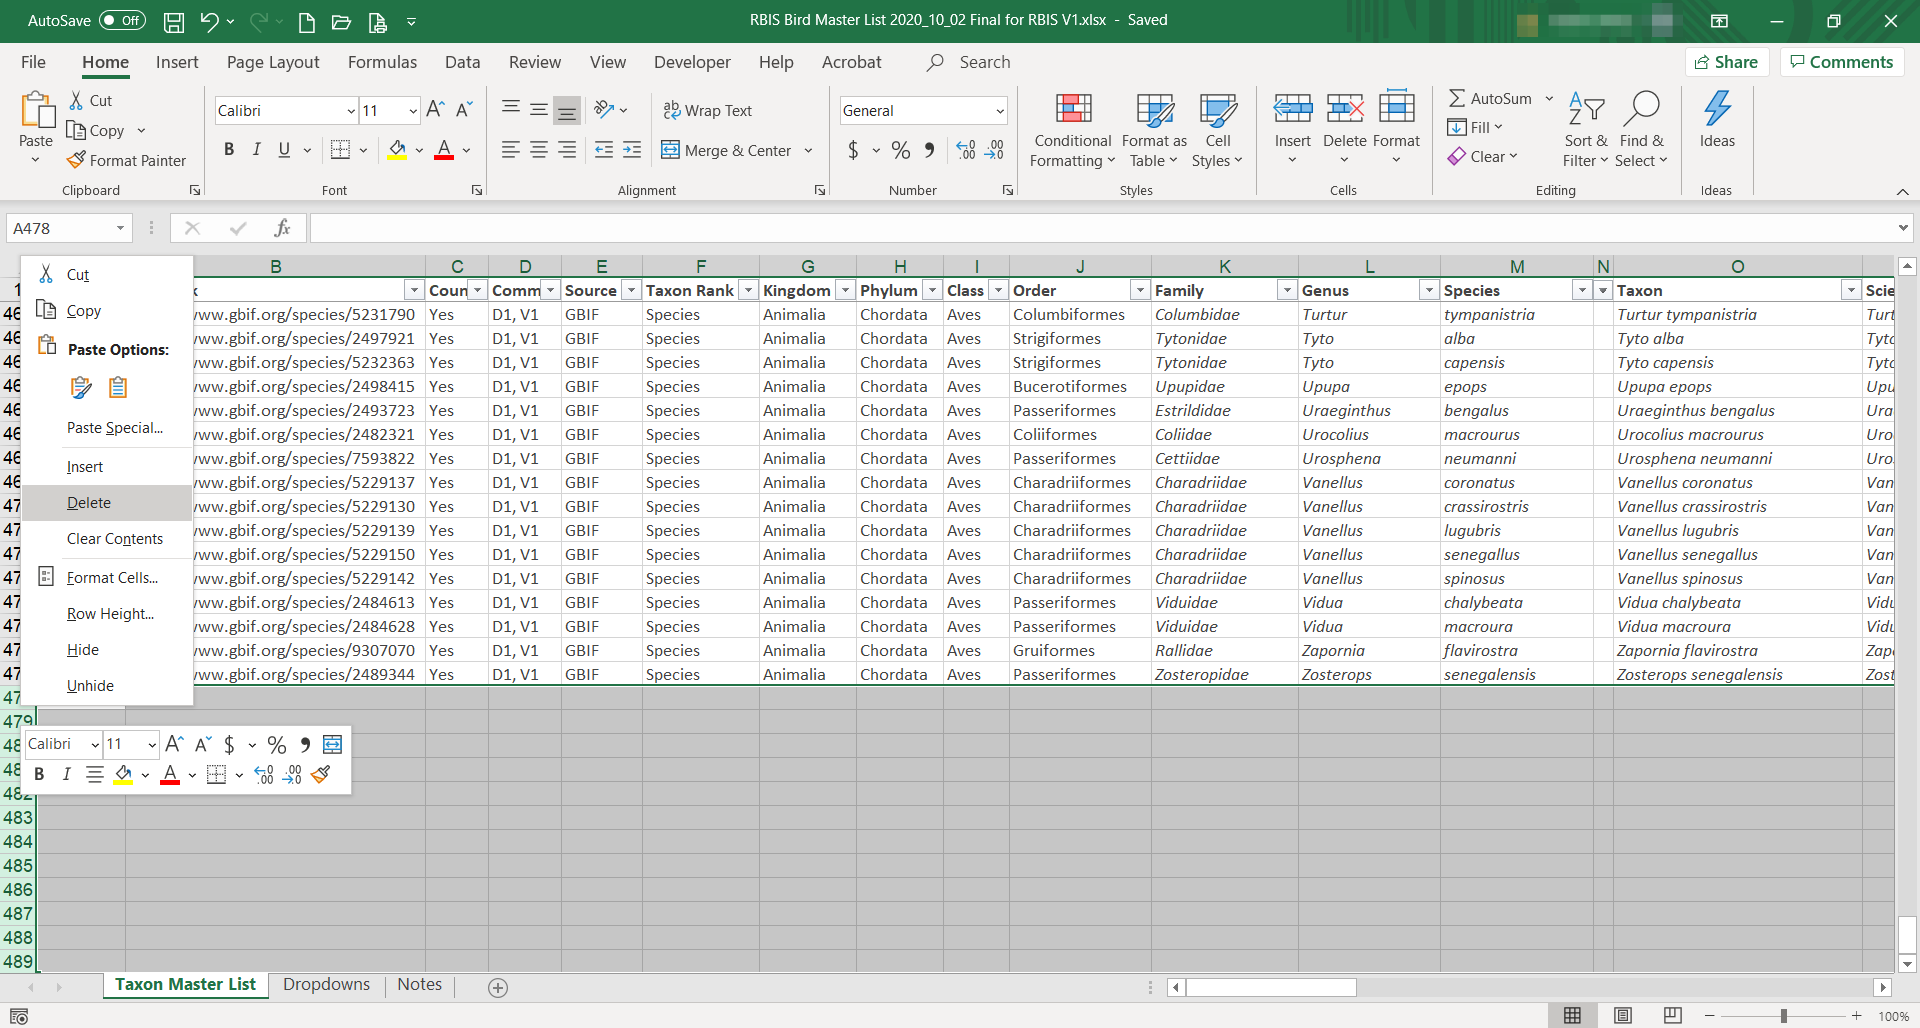 AutoSave Off RBIS Bird Master List 2020_10_02 Final for RBIS V1.xlsx - Saved
File Home Insert Page Layout Formulas Data Review View Developer Help Acrobat Search Share Comments
Paste Cut Copy Format Painter
Calibri 11 B I U
Wrap Text Merge & Center
General $ %
Conditional Formatting Format as Table Cell Styles
Insert Delete Format
AutoSum Fill Clear Sort & Filter Find & Select Ideas
Clipboard Font Alignment Number Styles Cells Editing Ideas
A478 fx
B C D E F G H I J K L M N O
Cut
Copy
Paste Options:
Paste Special...
Insert
Delete
Clear Contents
Format Cells...
Row Height...
Hide
Unhide
Coun Comm Source Taxon Rank Kingdom Phylum Class Order Family Genus Species Taxon Scie
www.gbif.org/species/5231790 Yes D1, V1 GBIF Species Animalia Chordata Aves Columbiformes Columbidae Turtur tympanistria Turtur tympanistria Turt
www.gbif.org/species/2497921 Yes D1, V1 GBIF Species Animalia Chordata Aves Strigiformes Tytonidae Tyto alba Tyto alba Tyto
www.gbif.org/species/5232363 Yes D1, V1 GBIF Species Animalia Chordata Aves Strigiformes Tytonidae Tyto capensis Tyto capensis Tyto
www.gbif.org/species/2498415 Yes D1, V1 GBIF Species Animalia Chordata Aves Bucerotiformes Upupidae Upupa epops Upupa epops Upu
www.gbif.org/species/2493723 Yes D1, V1 GBIF Species Animalia Chordata Aves Passeriformes Estrildidae Uraeginthus bengalus Uraeginthus bengalus Ura
www.gbif.org/species/2482321 Yes D1, V1 GBIF Species Animalia Chordata Aves Coliiformes Coliidae Urocolius macrourus Urocolius macrourus Uro
www.gbif.org/species/7593822 Yes D1, V1 GBIF Species Animalia Chordata Aves Passeriformes Cettiidae Urosphena neumanni Urosphena neumanni Uro
www.gbif.org/species/5229137 Yes D1, V1 GBIF Species Animalia Chordata Aves Charadriiformes Charadriidae Vanellus coronatus Vanellus coronatus Van
www.gbif.org/species/5229130 Yes D1, V1 GBIF Species Animalia Chordata Aves Charadriiformes Charadriidae Vanellus crassirostris Vanellus crassirostris Van
www.gbif.org/species/5229139 Yes D1, V1 GBIF Species Animalia Chordata Aves Charadriiformes Charadriidae Vanellus lugubris Vanellus lugubris Van
www.gbif.org/species/5229150 Yes D1, V1 GBIF Species Animalia Chordata Aves Charadriiformes Charadriidae Vanellus senegallus Vanellus senegallus Van
www.gbif.org/species/5229142 Yes D1, V1 GBIF Species Animalia Chordata Aves Charadriiformes Charadriidae Vanellus spinosus Vanellus spinosus Van
www.gbif.org/species/2484613 Yes D1, V1 GBIF Species Animalia Chordata Aves Passeriformes Viduidae Vidua chalybeata Vidua chalybeata Vidu
www.gbif.org/species/2484628 Yes D1, V1 GBIF Species Animalia Chordata Aves Passeriformes Viduidae Vidua macroura Vidua macroura Vidu
www.gbif.org/species/9307070 Yes D1, V1 GBIF Species Animalia Chordata Aves Gruiformes Rallidae Zapornia flavirostra Zapornia flavirostra Zap
www.gbif.org/species/2489344 Yes D1, V1 GBIF Species Animalia Chordata Aves Passeriformes Zosteropidae Zosterops senegalensis Zosterops senegalensis Zost
479
Calibri 11 $ %
B I
482
483
484
485
486
487
488
489
Taxon Master List Dropdowns Notes
100%